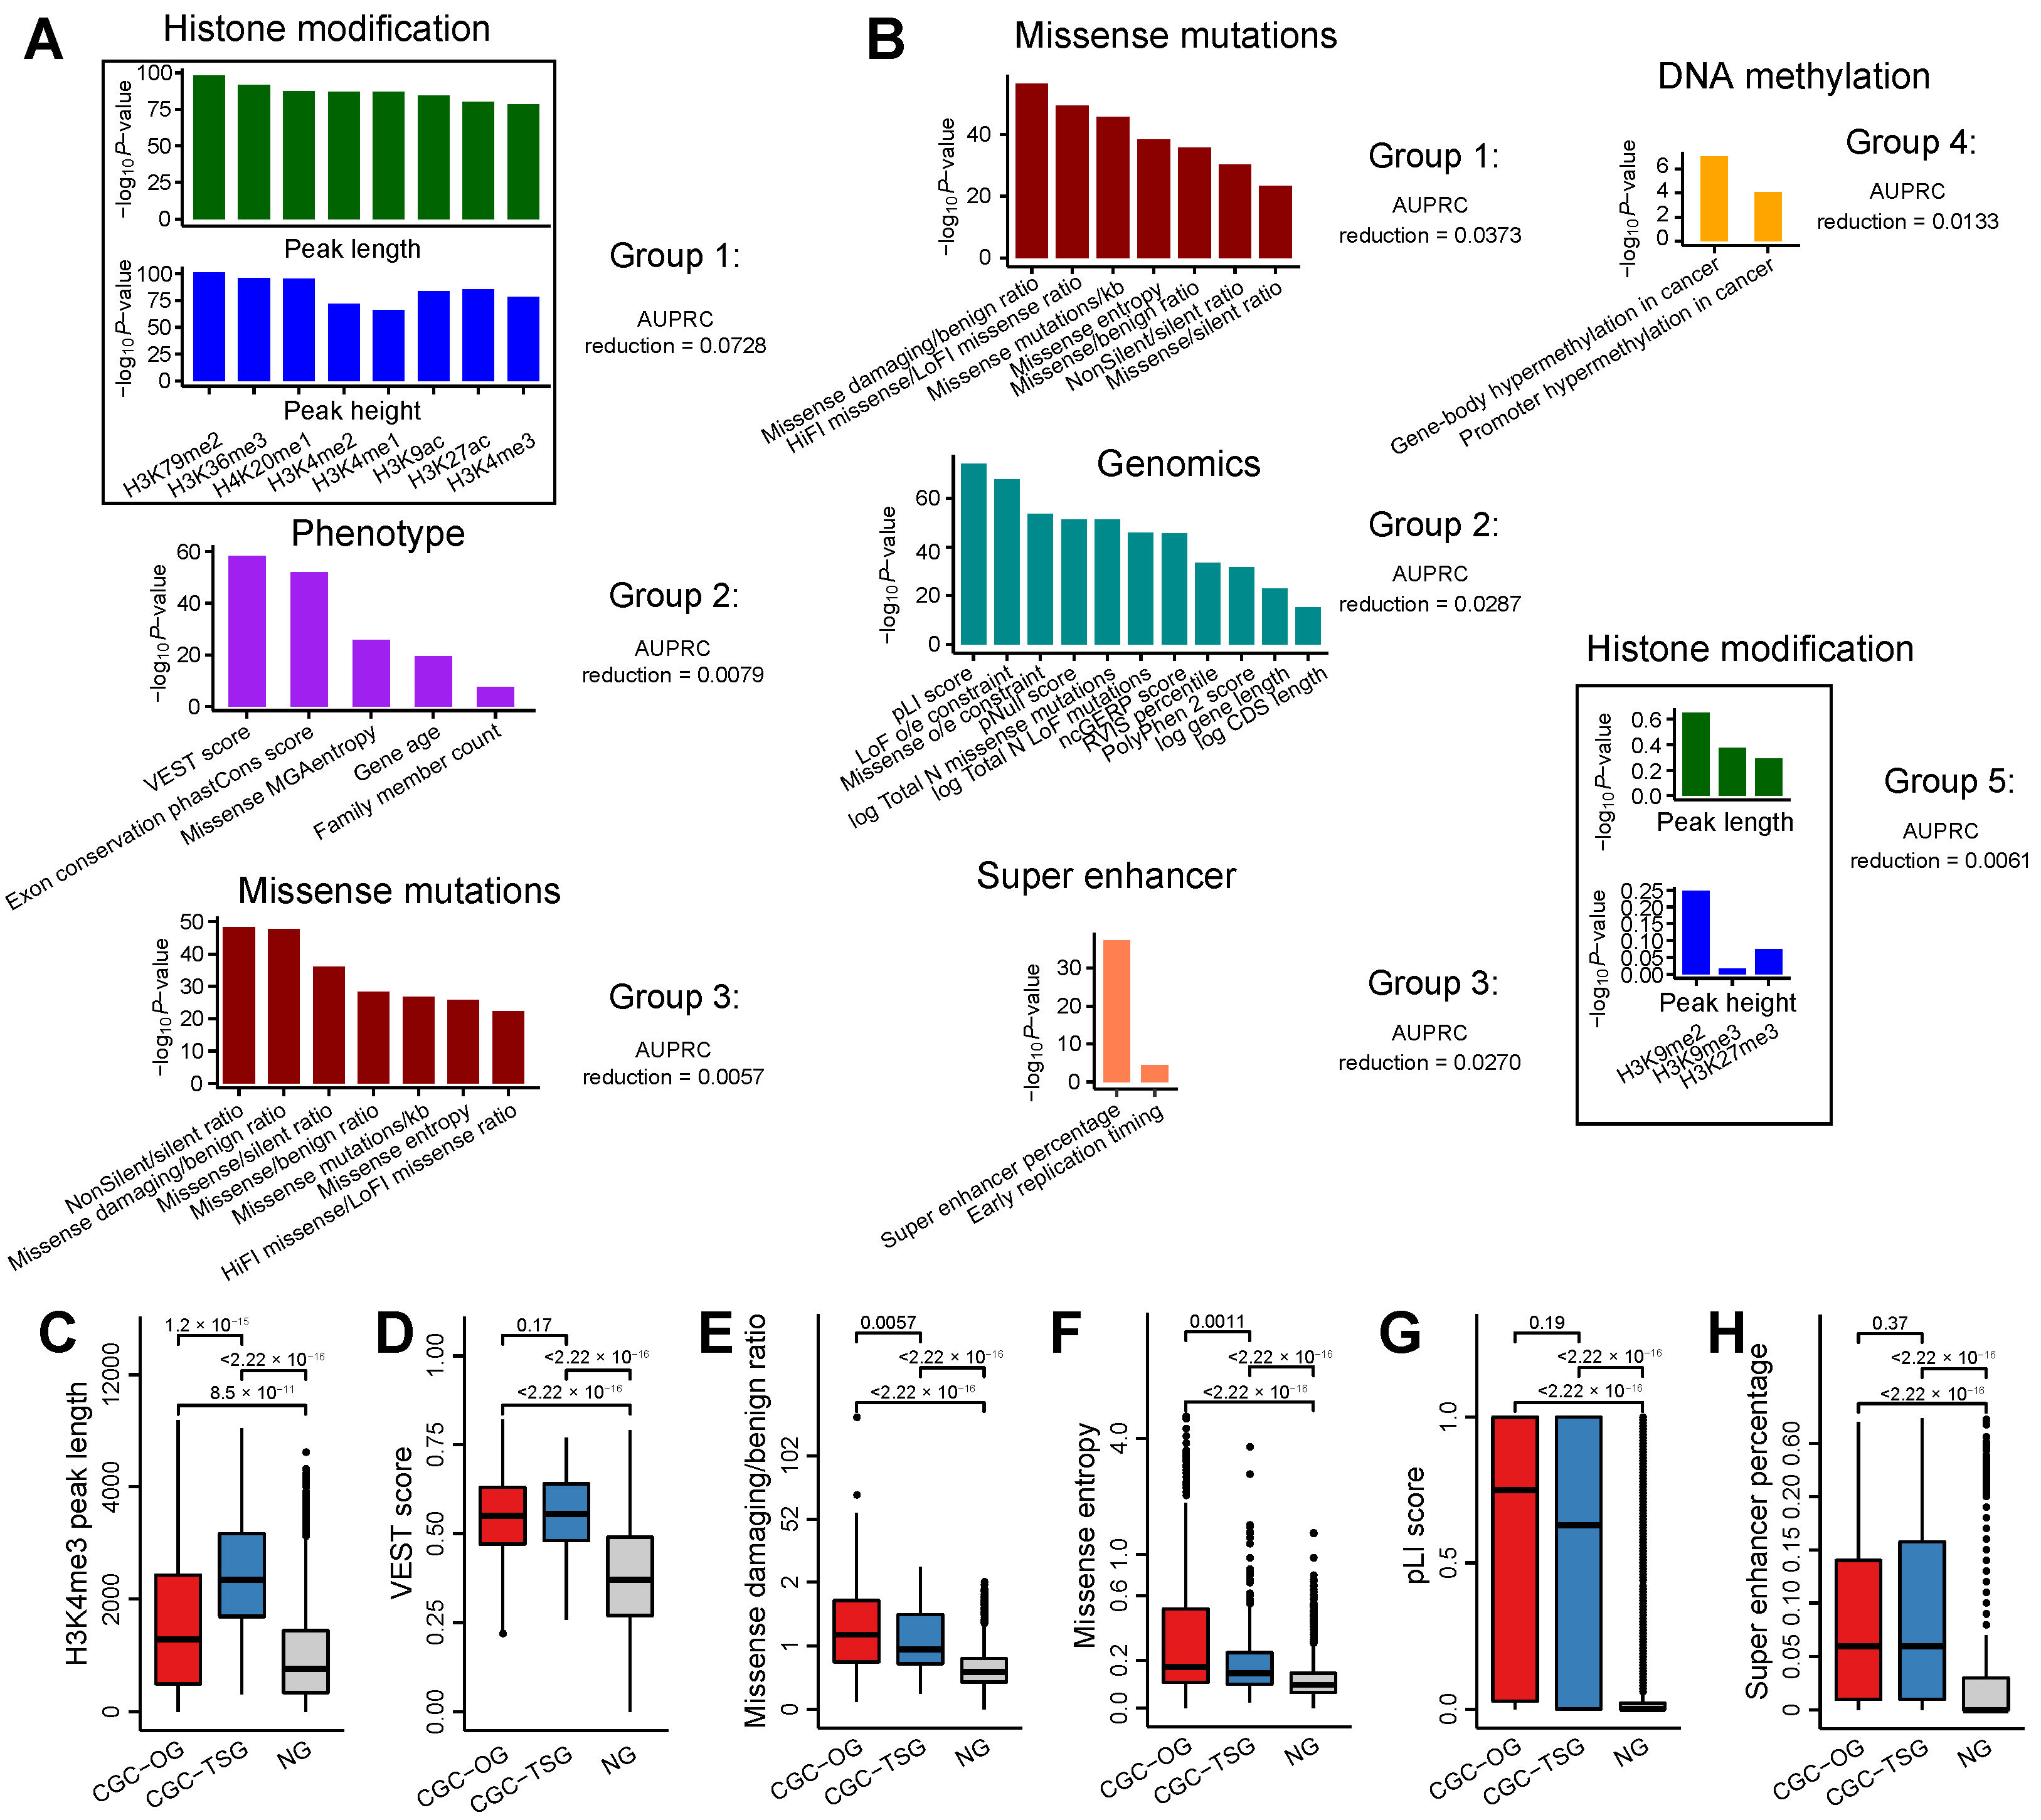 A
Histone modification
−log10P−value
100
75
50
25
0
Peak length
−log10P−value
100
75
50
25
0
Peak height
H3K79me2
H3K36me3
H4K20me1
H3K4me2
H3K4me1
H3K9ac
H3K27ac
H3K4me3
Group 1:
AUPRC
reduction = 0.0728
Phenotype
−log10P−value
60
40
20
0
VEST score
Exon conservation phastCons score
Missense MGAentropy
Gene age
Family member count
Group 2:
AUPRC
reduction = 0.0079
Missense mutations
−log10P−value
50
40
30
20
10
0
NonSilent/silent ratio
Missense damaging/benign ratio
Missense/silent ratio
Missense/benign ratio
Missense mutations/kb
Missense entropy
HiFI missense/LoFI missense ratio
Group 3:
AUPRC
reduction = 0.0057
B
Missense mutations
−log10P−value
40
20
0
Missense damaging/benign ratio
HiFI missense/LoFI missense ratio
Missense mutations/kb
Missense entropy
Missense/benign ratio
NonSilent/silent ratio
Missense/silent ratio
Group 1:
AUPRC
reduction = 0.0373
Genomics
−log10P−value
60
40
20
0
pLI score
LoF o/e constraint
Missense o/e constraint
pNull score
log Total N missense mutations
log Total N LoF mutations
ncGERP score
RVIS percentile
PolyPhen 2 score
log gene length
log CDS length
Group 2:
AUPRC
reduction = 0.0287
Super enhancer
−log10P−value
30
20
10
0
Super enhancer percentage
Early replication timing
Group 3:
AUPRC
reduction = 0.0270
DNA methylation
−log10P−value
6
4
2
0
Gene-body hypermethylation in cancer
Promoter hypermethylation in cancer
Group 4:
AUPRC
reduction = 0.0133
Histone modification
−log10P−value
0.6
0.4
0.2
0.0
Peak length
−log10P−value
0.25
0.20
0.15
0.10
0.05
0.00
Peak height
H3K9me2
H3K9me3
H3K27me3
Group 5:
AUPRC
reduction = 0.0061
C
H3K4me3 peak length
12000
4000
2000
0
1.2 × 10−15
<2.22 × 10−16
8.5 × 10−11
CGC−OG
CGC−TSG
NG
D
VEST score
1.00
0.75
0.50
0.25
0.00
0.17
<2.22 × 10−16
<2.22 × 10−16
CGC−OG
CGC−TSG
NG
E
Missense damaging/benign ratio
102
52
2
1
0
0.0057
<2.22 × 10−16
<2.22 × 10−16
CGC−OG
CGC−TSG
NG
F
Missense entropy
4.0
1.0
0.6
0.2
0.0
0.0011
<2.22 × 10−16
<2.22 × 10−16
CGC−OG
CGC−TSG
NG
G
pLI score
1.0
0.5
0.0
0.19
<2.22 × 10−16
<2.22 × 10−16
CGC−OG
CGC−TSG
NG
H
Super enhancer percentage
0.60
0.20
0.15
0.10
0.05
0
0.37
<2.22 × 10−16
<2.22 × 10−16
CGC−OG
CGC−TSG
NG